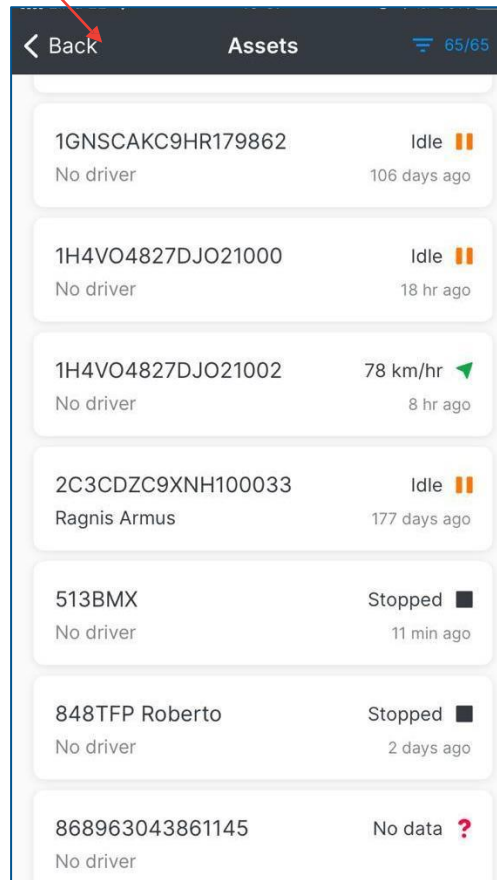 Back Assets 65/65
1GNSCAKC9HR179862 Idle
No driver 106 days ago
1H4VO4827DJO21000 Idle
No driver 18 hr ago
1H4VO4827DJO21002 78 km/hr
No driver 8 hr ago
2C3CDZC9XNH100033 Idle
Ragnis Armus 177 days ago
513BMX Stopped
No driver 11 min ago
848TFP Roberto Stopped
No driver 2 days ago
868963043861145 No data ?
No driver